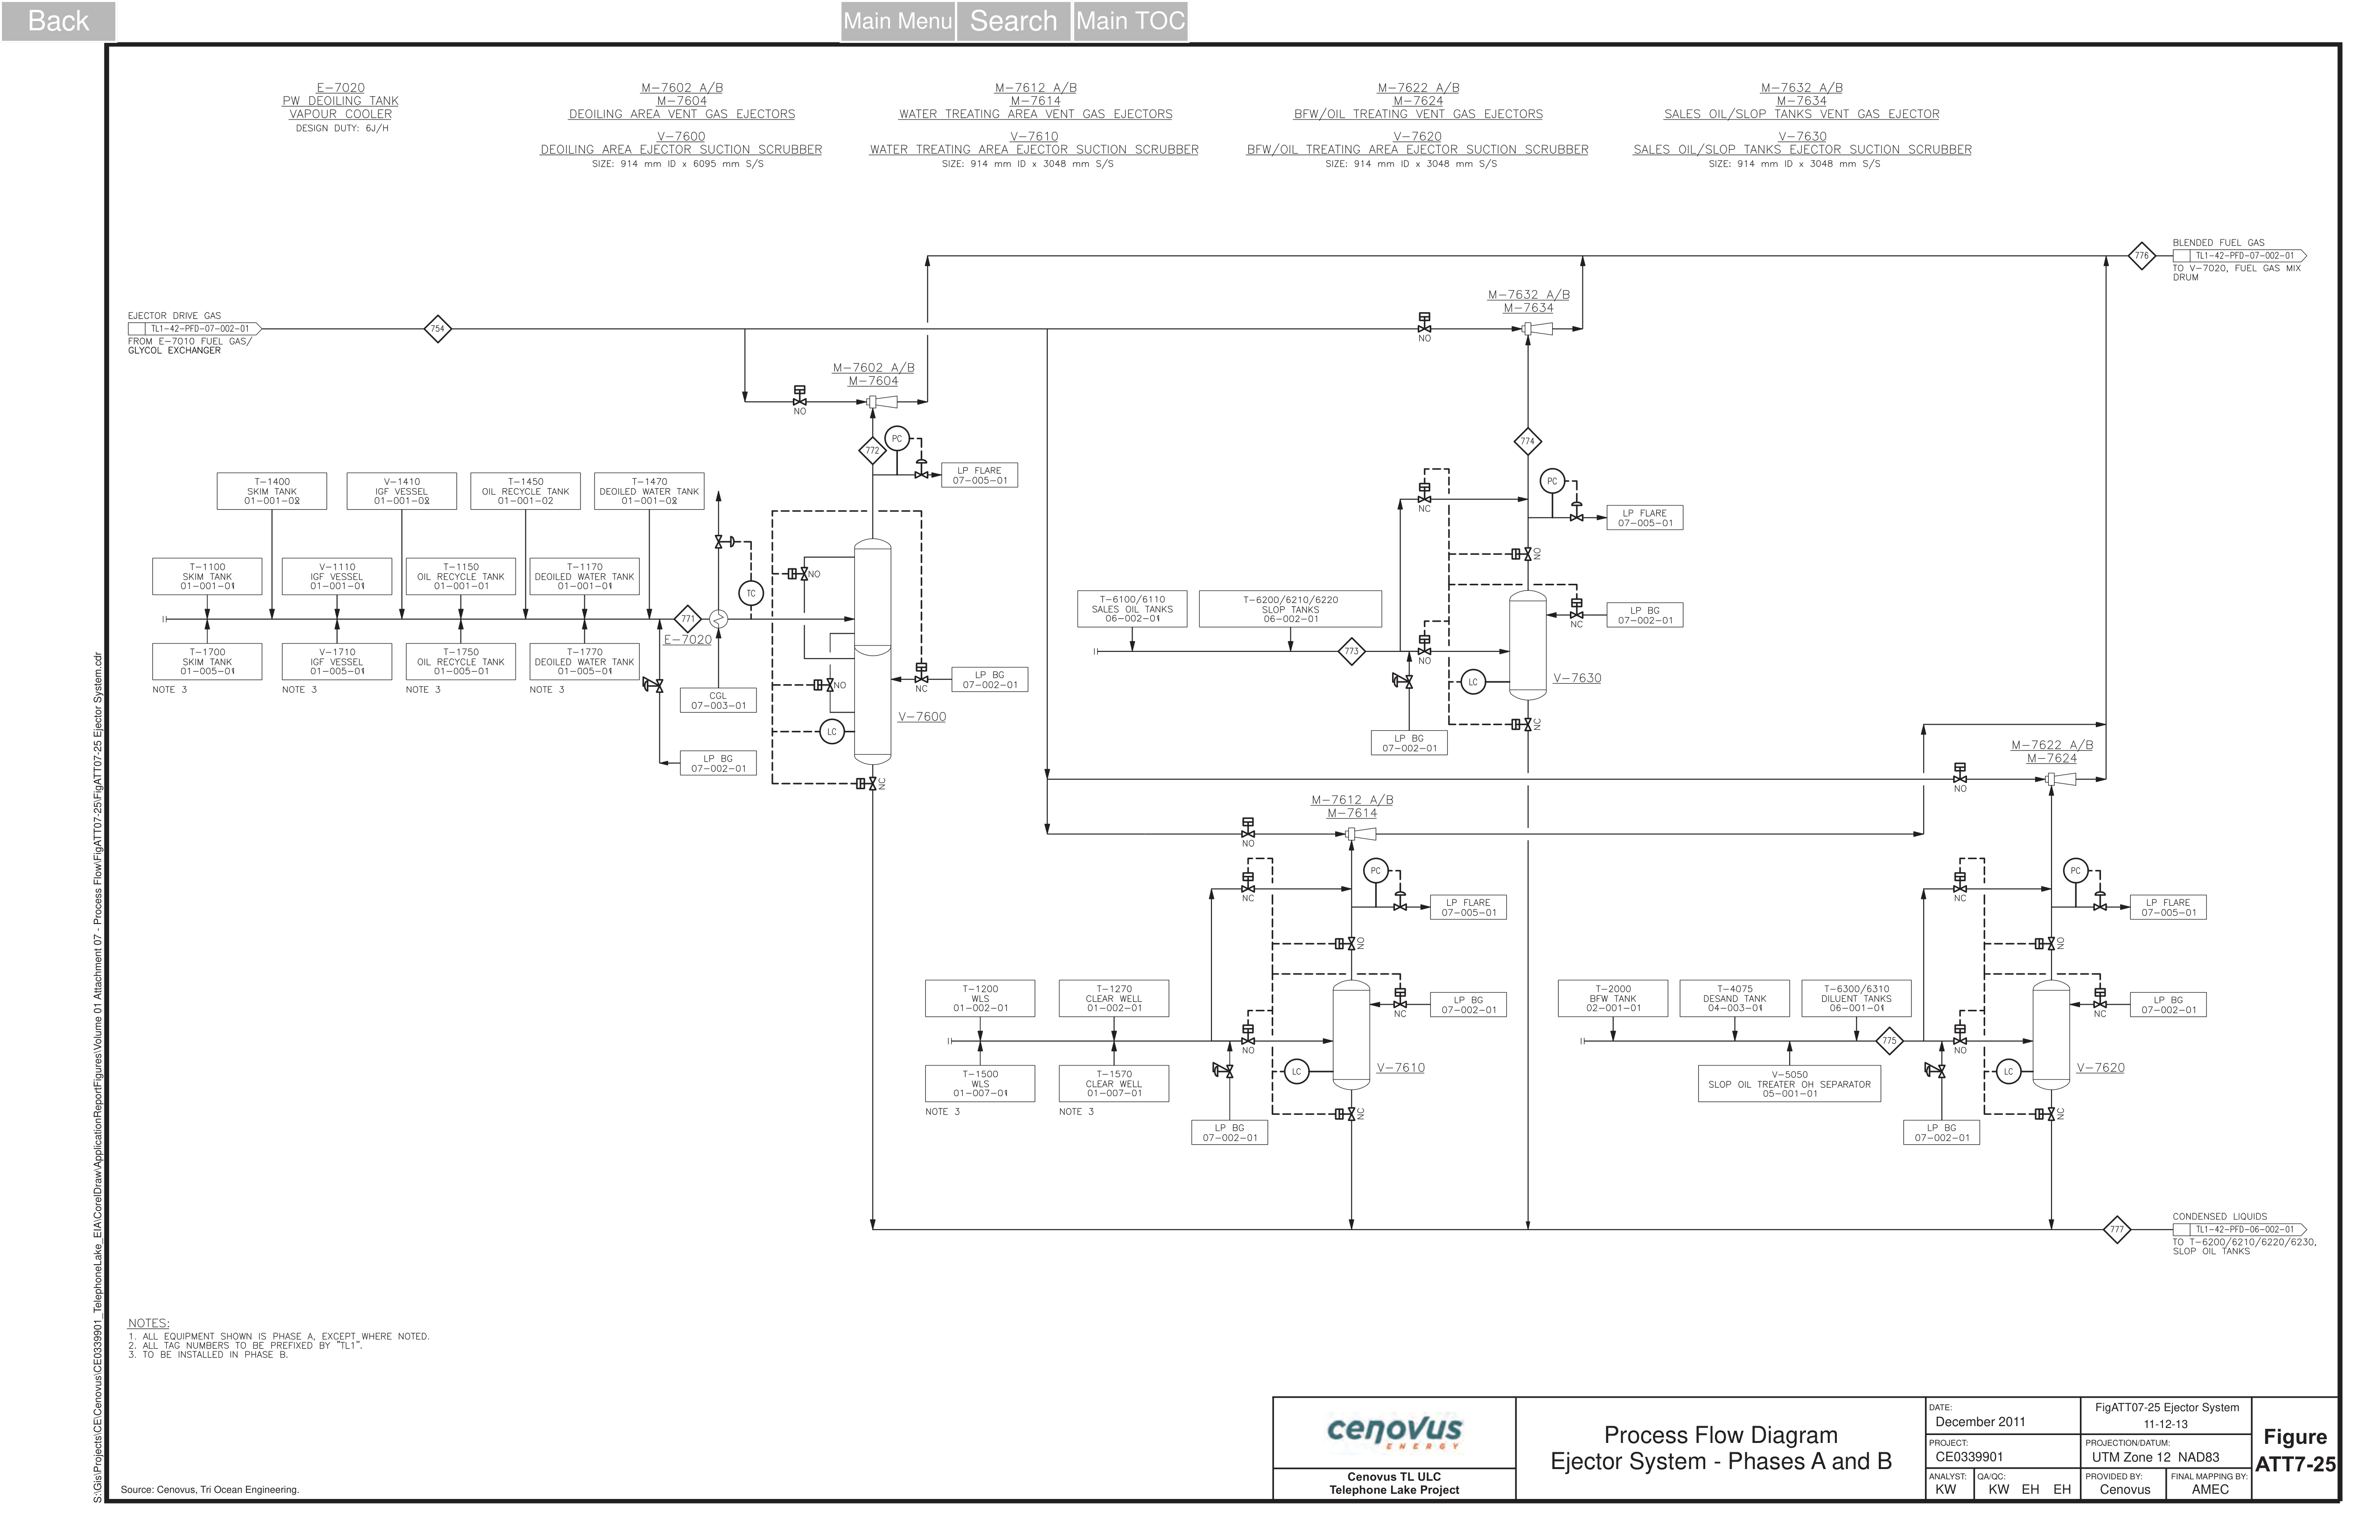 Back
Main Menu
Search
Main TOC
E-7020
PW DEOILING TANK
VAPOUR COOLER
DESIGN DUTY: 6J/H
M-7602 A/B
M-7604
DEOILING AREA VENT GAS EJECTORS
V-7600
DEOILING AREA EJECTOR SUCTION SCRUBBER
SIZE: 914 mm ID x 6095 mm S/S
M-7612 A/B
M-7614
WATER TREATING AREA VENT GAS EJECTORS
V-7610
WATER TREATING AREA EJECTOR SUCTION SCRUBBER
SIZE: 914 mm ID x 3048 mm S/S
M-7622 A/B
M-7624
BFW/OIL TREATING VENT GAS EJECTORS
V-7620
BFW/OIL TREATING AREA EJECTOR SUCTION SCRUBBER
SIZE: 914 mm ID x 3048 mm S/S
M-7632 A/B
M-7634
SALES OIL/SLOP TANKS VENT GAS EJECTOR
V-7630
SALES OIL/SLOP TANKS EJECTOR SUCTION SCRUBBER
SIZE: 914 mm ID x 3048 mm S/S
776
BLENDED FUEL GAS
TL1-42-PFD-07-002-01
TO V-7020, FUEL GAS MIX
DRUM
EJECTOR DRIVE GAS
TL1-42-PFD-07-002-01
FROM E-7010 FUEL GAS/
GLYCOL EXCHANGER
754
M-7632 A/B
M-7634
NO
M-7602 A/B
M-7604
NO
772
PC
LP FLARE
07-005-01
774
PC
NC
LP FLARE
07-005-01
T-1400
SKIM TANK
01-001-02
V-1410
IGF VESSEL
01-001-02
T-1450
OIL RECYCLE TANK
01-001-02
T-1470
DEOILED WATER TANK
01-001-02
T-1100
SKIM TANK
01-001-01
V-1110
IGF VESSEL
01-001-01
T-1150
OIL RECYCLE TANK
01-001-01
T-1170
DEOILED WATER TANK
01-001-01
TC
NO
771
E-7020
T-1700
SKIM TANK
01-005-01
NOTE 3
V-1710
IGF VESSEL
01-005-01
NOTE 3
T-1750
OIL RECYCLE TANK
01-005-01
NOTE 3
T-1770
DEOILED WATER TANK
01-005-01
NOTE 3
CGL
07-003-01
LP BG
07-002-01
NO
LC
NC
NC
LP BG
07-002-01
V-7600
NO
T-6100/6110
SALES OIL TANKS
06-002-01
T-6200/6210/6220
SLOP TANKS
06-002-01
773
NO
NC
LP BG
07-002-01
LC
V-7630
NC
LP BG
07-002-01
M-7622 A/B
M-7624
NO
M-7612 A/B
M-7614
NO
PC
NC
LP FLARE
07-005-01
NO
PC
NC
LP FLARE
07-005-01
NO
T-1200
WLS
01-002-01
T-1270
CLEAR WELL
01-002-01
NO
NC
LP BG
07-002-01
T-1500
WLS
01-007-01
NOTE 3
T-1570
CLEAR WELL
01-007-01
NOTE 3
LC
V-7610
NC
LP BG
07-002-01
T-2000
BFW TANK
02-001-01
T-4075
DESAND TANK
04-003-01
T-6300/6310
DILUENT TANKS
06-001-01
775
NO
NC
LP BG
07-002-01
V-5050
SLOP OIL TREATER OH SEPARATOR
05-001-01
LC
V-7620
NC
LP BG
07-002-01
777
CONDENSED LIQUIDS
TL1-42-PFD-06-002-01
TO T-6200/6210/6220/6230,
SLOP OIL TANKS
NOTES:
1. ALL EQUIPMENT SHOWN IS PHASE A, EXCEPT WHERE NOTED.
2. ALL TAG NUMBERS TO BE PREFIXED BY "TL1".
3. TO BE INSTALLED IN PHASE B.
Source: Cenovus, Tri Ocean Engineering.
S:\Gis\Projects\CE\Cenovus\CE0339901_TelephoneLake_EIA\CorelDraw\ApplicationReportFigures\Volume 01 Attachment 07 - Process Flow\FigATT07-25\FigATT07-25 Ejector System.cdr
cenovus
ENERGY
Cenovus TL ULC
Telephone Lake Project
Process Flow Diagram
Ejector System - Phases A and B
DATE:
December 2011
FigATT07-25 Ejector System
11-12-13
PROJECT:
CE0339901
PROJECTION/DATUM:
UTM Zone 12 NAD83
ANALYST:
KW
QA/QC:
KW EH EH
PROVIDED BY:
Cenovus
FINAL MAPPING BY:
AMEC
Figure
ATT7-25